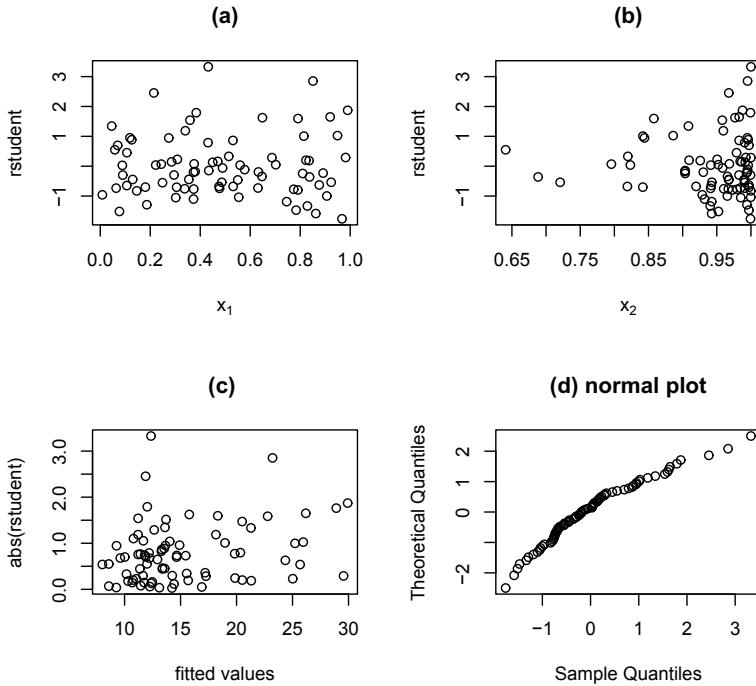 (a)
rstudent
3
1
−1
0.0 0.2 0.4 0.6 0.8 1.0
x1
(b)
rstudent
3
1
−1
0.65 0.75 0.85 0.95
x2
(c)
abs(rstudent)
3.0
2.0
1.0
0.0
10 15 20 25 30
fitted values
(d) normal plot
Theoretical Quantiles
2
1
0
−2
−1 0 1 2 3
Sample Quantiles